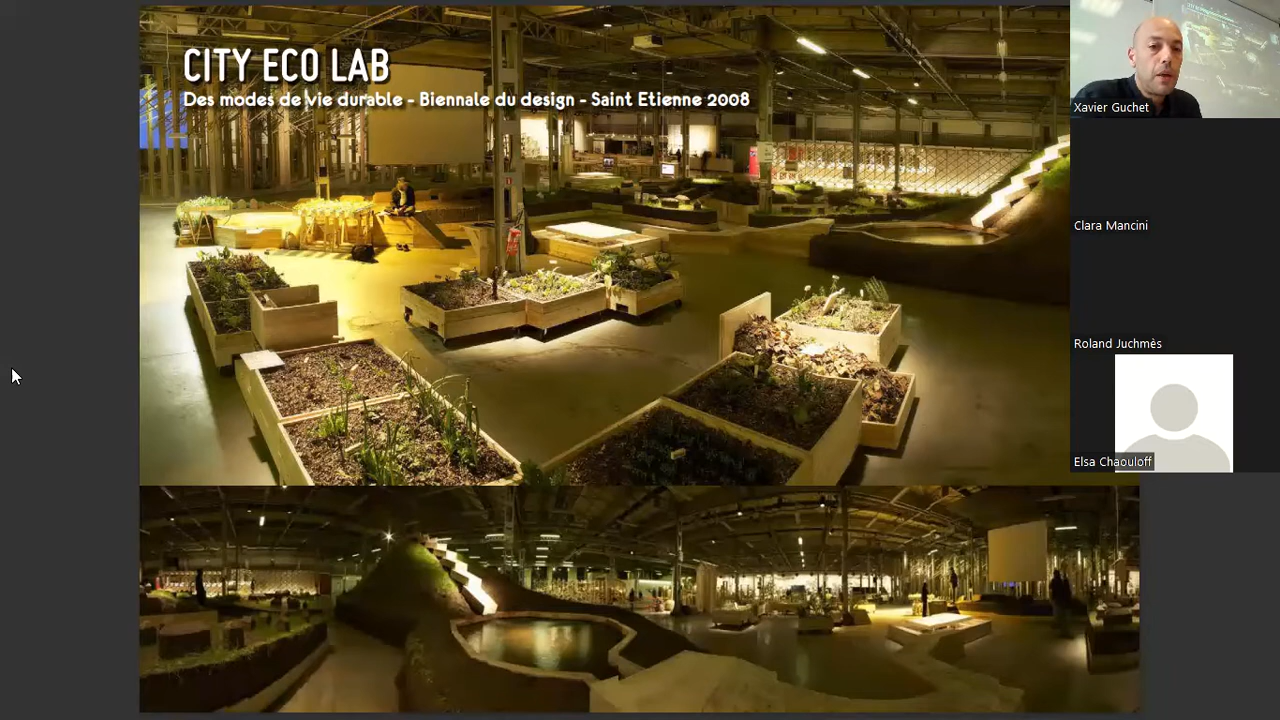 CITY ECO LAB
Des modes de vie durable - Biennale du design - Saint Etienne 2008
Xavier Guchet
Clara Mancini
Roland Juchmès
Elsa Chaouloff